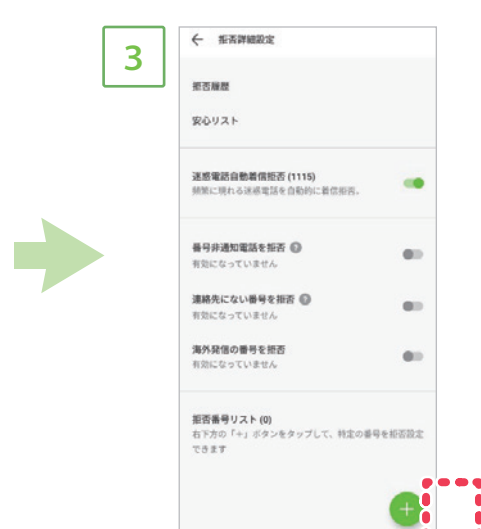 3
拒否詳細設定
拒否履歴
安心リスト
迷惑電話自動着信拒否 (1115)
頻繁に現れる迷惑電話を自動的に着信拒否。
番号非通知電話を拒否 ?
有効になっていません
連絡先にない番号を拒否 ?
有効になっていません
海外発信の番号を拒否
有効になっていません
拒否番号リスト (0)
右下方の「+」ボタンをタップして、特定の番号を拒否設定
できます